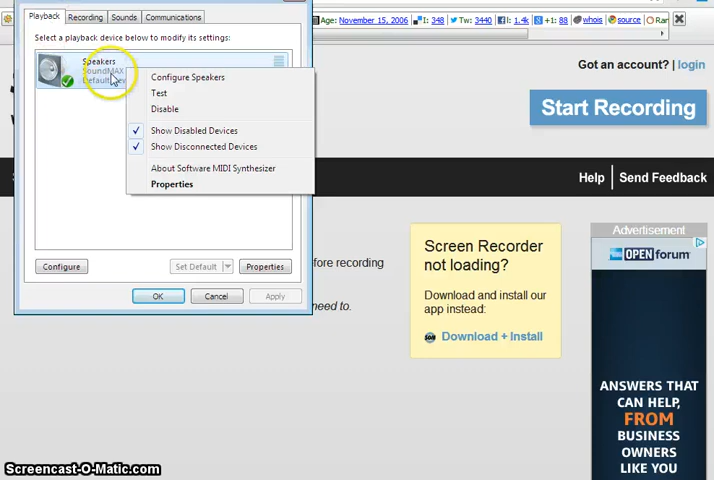 Playback Recording Sounds Communications
Select a playback device below to modify its settings:
Speakers
SoundMAX
Configure Speakers
Test
Disable
Show Disabled Devices
Show Disconnected Devices
About Software MIDI Synthesizer
Properties
Configure Set Default Properties
OK Cancel Apply
Age: November 15, 2006 I: 348 Tw: 3440 l: 1.4k +1: 88 whois source
Got an account? | login
Start Recording
Help Send Feedback
fore recording
need to.
Screen Recorder
not loading?
Download and install our
app instead:
SOM Download + Install
Advertisement
OPEN forum
ANSWERS THAT
CAN HELP,
FROM
BUSINESS
OWNERS
LIKE YOU
Screencast-O-Matic.com